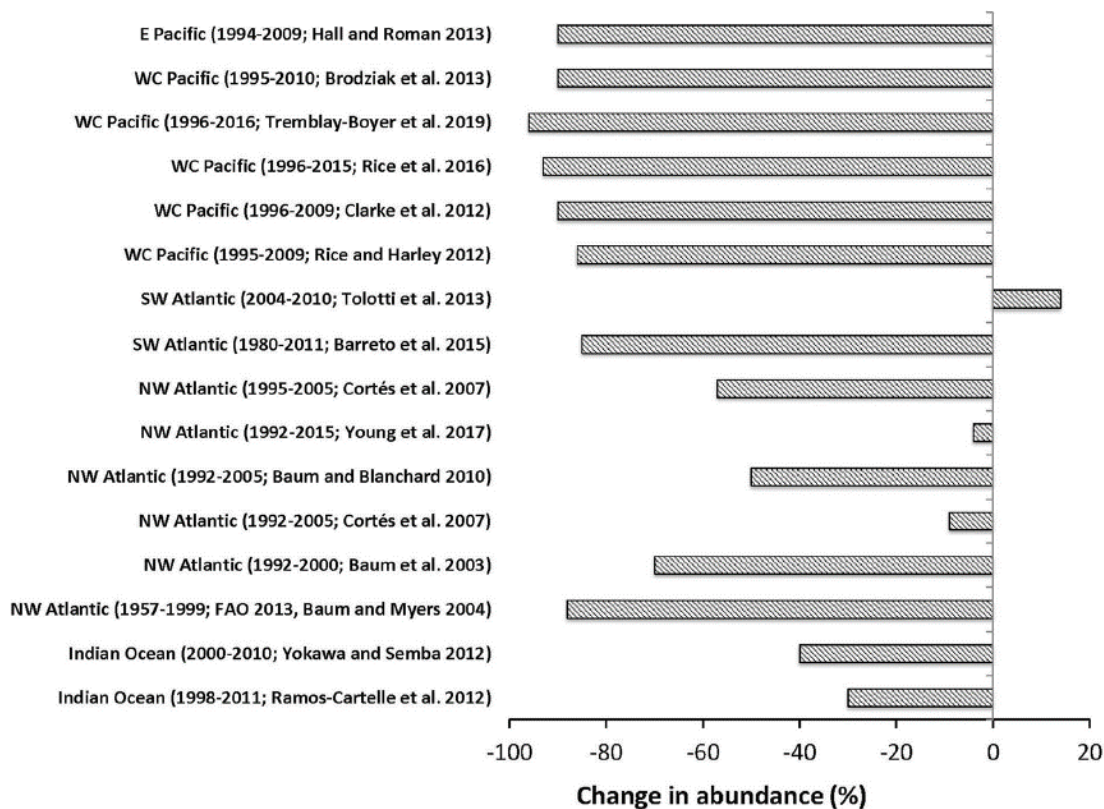 E Pacific (1994-2009; Hall and Roman 2013)
WC Pacific (1995-2010; Brodziak et al. 2013)
WC Pacific (1996-2016; Tremblay-Boyer et al. 2019)
WC Pacific (1996-2015; Rice et al. 2016)
WC Pacific (1996-2009; Clarke et al. 2012)
WC Pacific (1995-2009; Rice and Harley 2012)
SW Atlantic (2004-2010; Tolotti et al. 2013)
SW Atlantic (1980-2011; Barreto et al. 2015)
NW Atlantic (1995-2005; Cortés et al. 2007)
NW Atlantic (1992-2015; Young et al. 2017)
NW Atlantic (1992-2005; Baum and Blanchard 2010)
NW Atlantic (1992-2005; Cortés et al. 2007)
NW Atlantic (1992-2000; Baum et al. 2003)
NW Atlantic (1957-1999; FAO 2013, Baum and Myers 2004)
Indian Ocean (2000-2010; Yokawa and Semba 2012)
Indian Ocean (1998-2011; Ramos-Cartelle et al. 2012)
-100 -80 -60 -40 -20 0 20
Change in abundance (%)